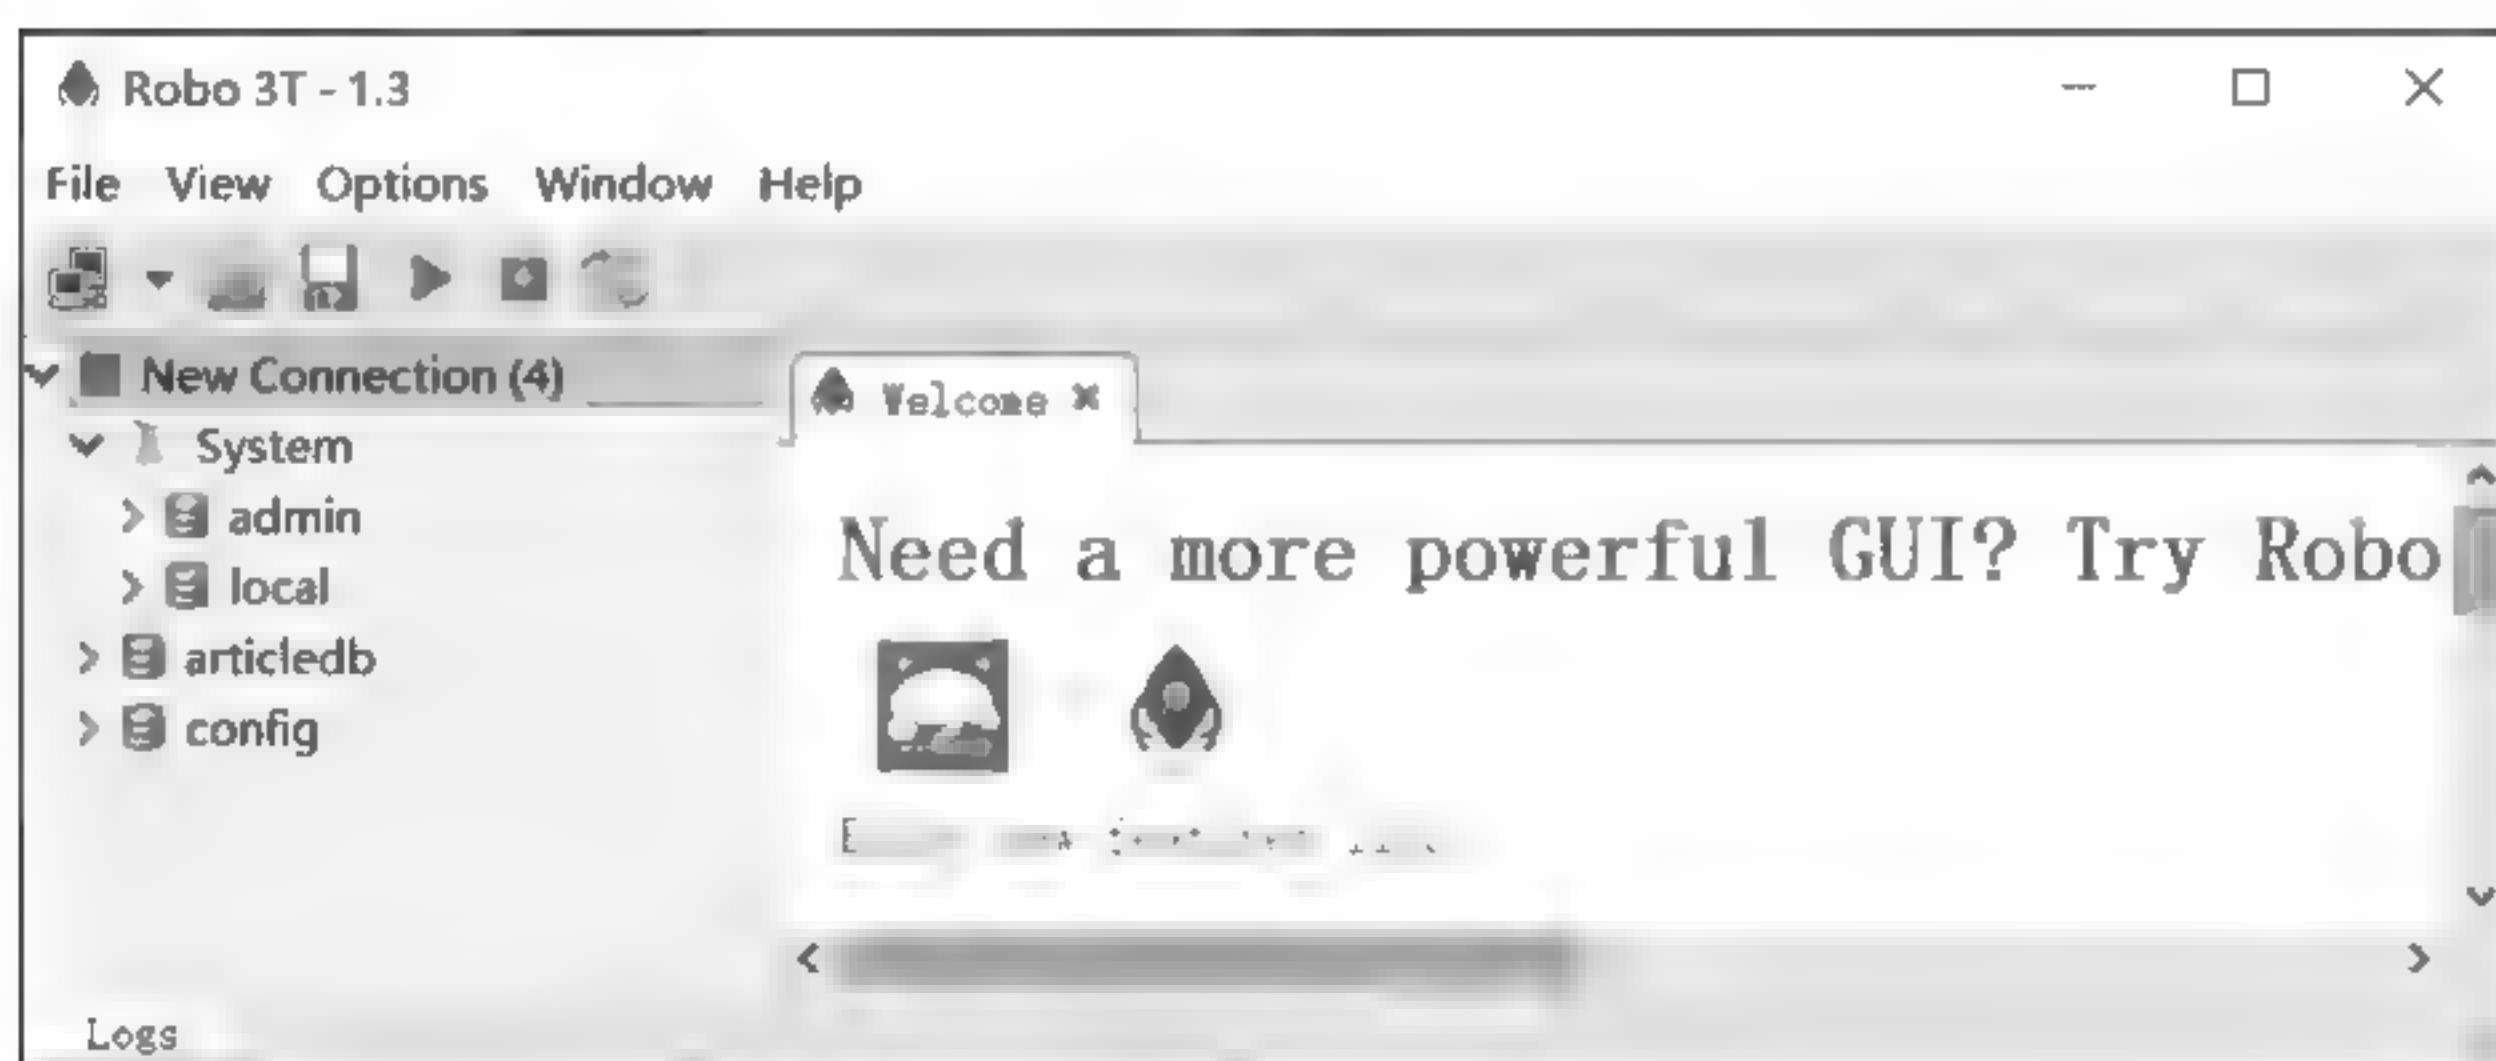 Robo 3T - 1.3
File View Options Window Help
New Connection (4)
Welcome
System
admin
local
articledb
config
Need a more powerful GUI? Try Robo
Logs